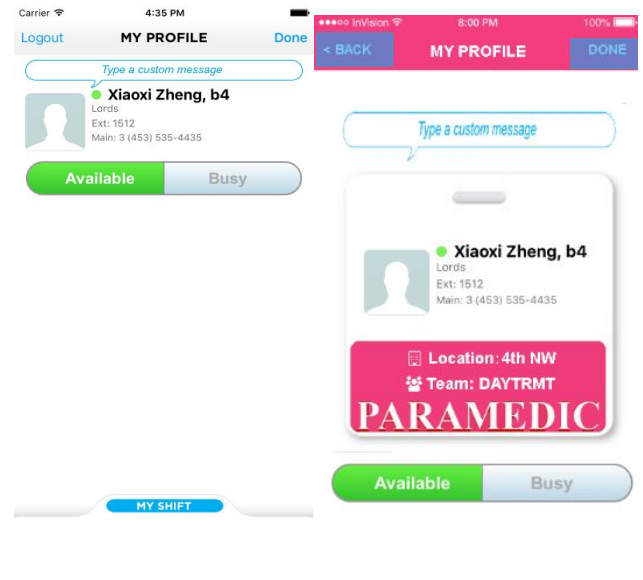 Carrier 4:35 PM
Logout MY PROFILE Done
Type a custom message
Xiaoxi Zheng, b4
Lords
Ext: 1512
Main: 3 (453) 535-4435
Available Busy
MY SHIFT
InVision 8:00 PM 100%
< BACK MY PROFILE DONE
Type a custom message
Xiaoxi Zheng, b4
Lords
Ext: 1512
Main: 3 (453) 535-4435
Location: 4th NW
Team: DAYTRMT
PARAMEDIC
Available Busy